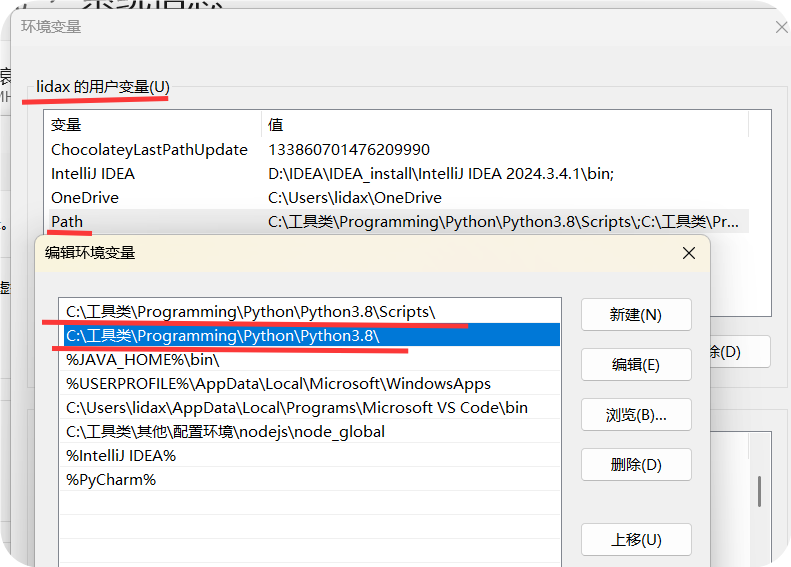 环境变量
lidax 的用户变量(U)
变量 值
ChocolateyLastPathUpdate 133860701476209990
IntelliJ IDEA D:\IDEA\IDEA_install\IntelliJ IDEA 2024.3.4.1\bin;
OneDrive C:\Users\lidax\OneDrive
Path C:\工具类\Programming\Python\Python3.8\Scripts\;C:\工具类\Pr...
编辑环境变量
C:\工具类\Programming\Python\Python3.8\Scripts\
C:\工具类\Programming\Python\Python3.8\
%JAVA_HOME%\bin\
%USERPROFILE%\AppData\Local\Microsoft\WindowsApps
C:\Users\lidax\AppData\Local\Programs\Microsoft VS Code\bin
C:\工具类\其他\配置环境\nodejs\node_global
%IntelliJ IDEA%
%PyCharm%
新建(N)
编辑(E)
浏览(B)...
删除(D)
上移(U)
除(D)